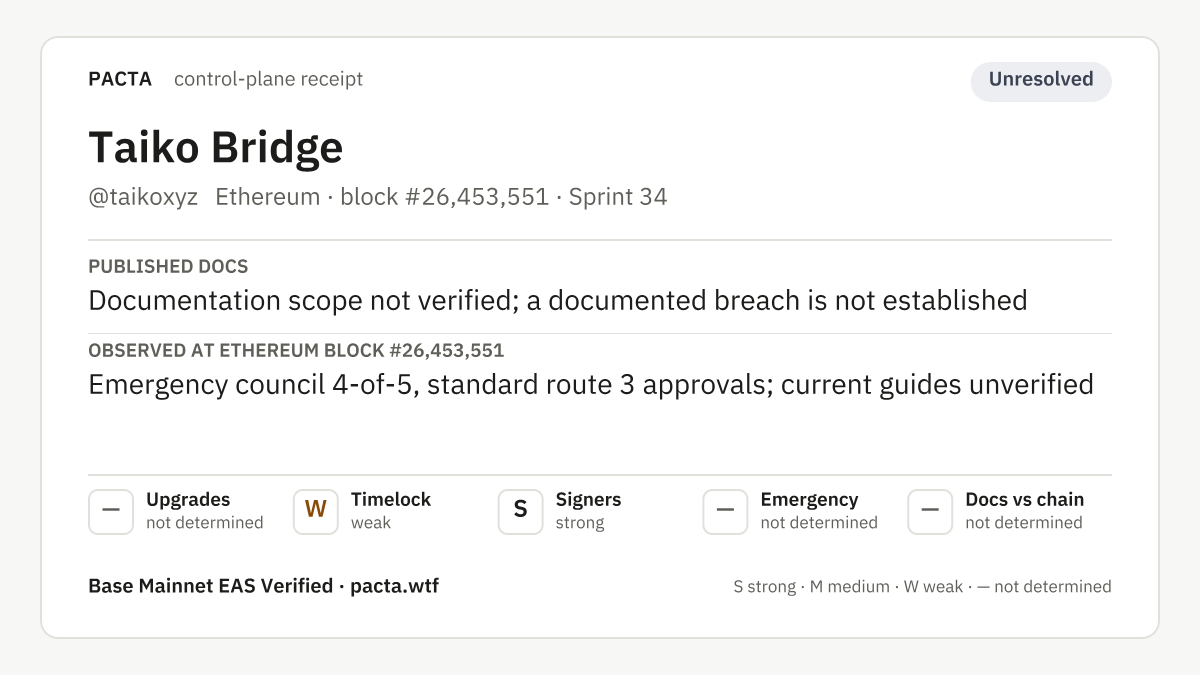 PACTA control-plane receipt
Unresolved
Taiko Bridge
@taikoxyz Ethereum · block #26,453,551 · Sprint 34
PUBLISHED DOCS
Documentation scope not verified; a documented breach is not established
OBSERVED AT ETHEREUM BLOCK #26,453,551
Emergency council 4-of-5, standard route 3 approvals; current guides unverified
— Upgrades
not determined
W Timelock
weak
S Signers
strong
— Emergency
not determined
— Docs vs chain
not determined
Base Mainnet EAS Verified · pacta.wtf
S strong · M medium · W weak · — not determined